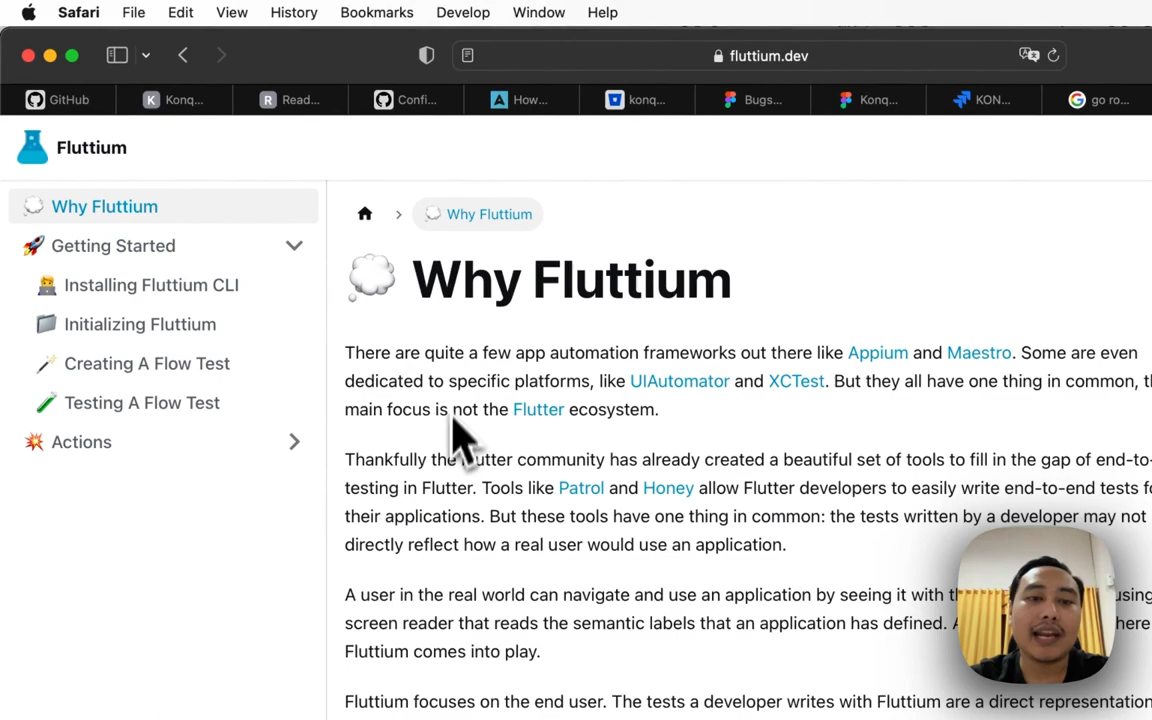 Safari File Edit View History Bookmarks Develop Window Help
fluttium.dev
GitHub Konq... Read... Confi... How... konq... Bugs... Konq... KON... go ro...
Fluttium
Why Fluttium
Getting Started
Installing Fluttium CLI
Initializing Fluttium
Creating A Flow Test
Testing A Flow Test
Actions
Why Fluttium
Why Fluttium
There are quite a few app automation frameworks out there like Appium and Maestro. Some are even
dedicated to specific platforms, like UIAutomator and XCTest. But they all have one thing in common,
main focus is not the Flutter ecosystem.
Thankfully the Flutter community has already created a beautiful set of tools to fill in the gap of end-to-
testing in Flutter. Tools like Patrol and Honey allow Flutter developers to easily write end-to-end tests
their applications. But these tools have one thing in common: the tests written by a developer may not
directly reflect how a real user would use an application.
A user in the real world can navigate and use an application by seeing it with using
screen reader that reads the semantic labels that an application has defined. here
Fluttium comes into play.
Fluttium focuses on the end user. The tests a developer writes with Fluttium are a direct representation